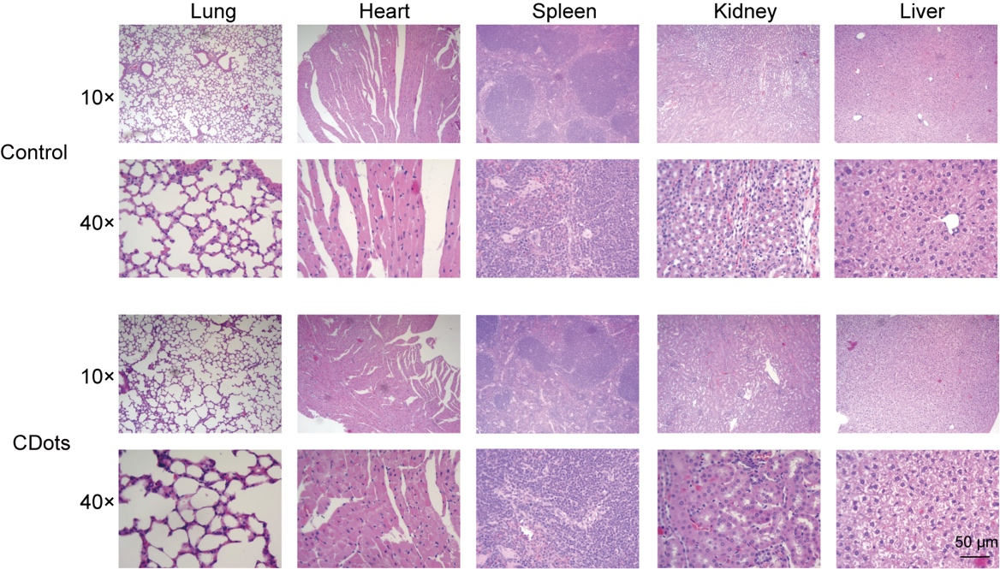 Lung Heart Spleen Kidney Liver
10×
Control
40×
10×
CDots
40×
50 µm